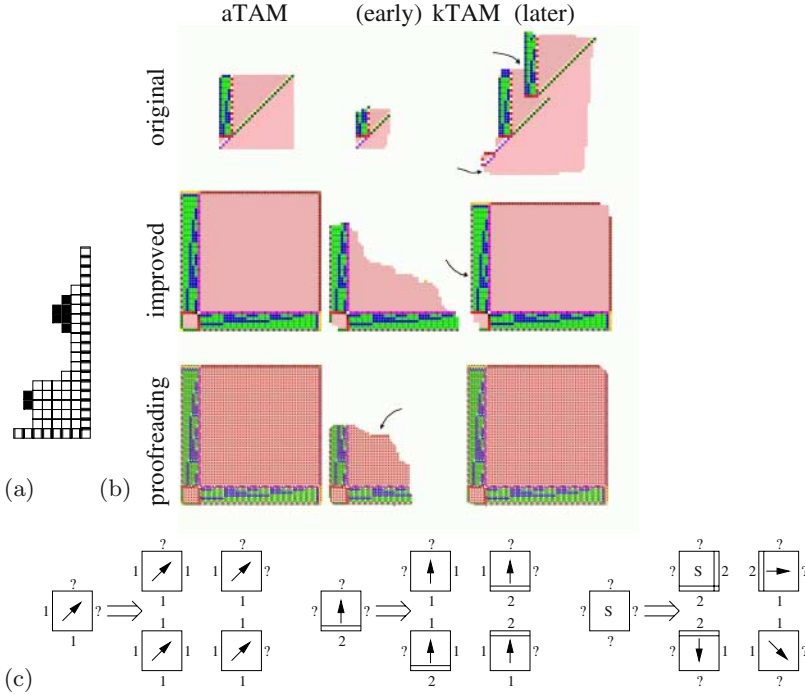 aTAM (early) kTAM (later)
original
improved
proofreading
(a) (b)
? ? ? ? ? ?
1 1 1 ? ? 1 1 ? ? S 2 2 ?
? ? ?
1 1 1 2 2 1
1 ? ? ? ? S ?
1 1 1 2 2 1
1 2 ?
1 1 1 ? ? 1 1 ? ? 1 1 ?
1 1 2 1 ? ?
(c)